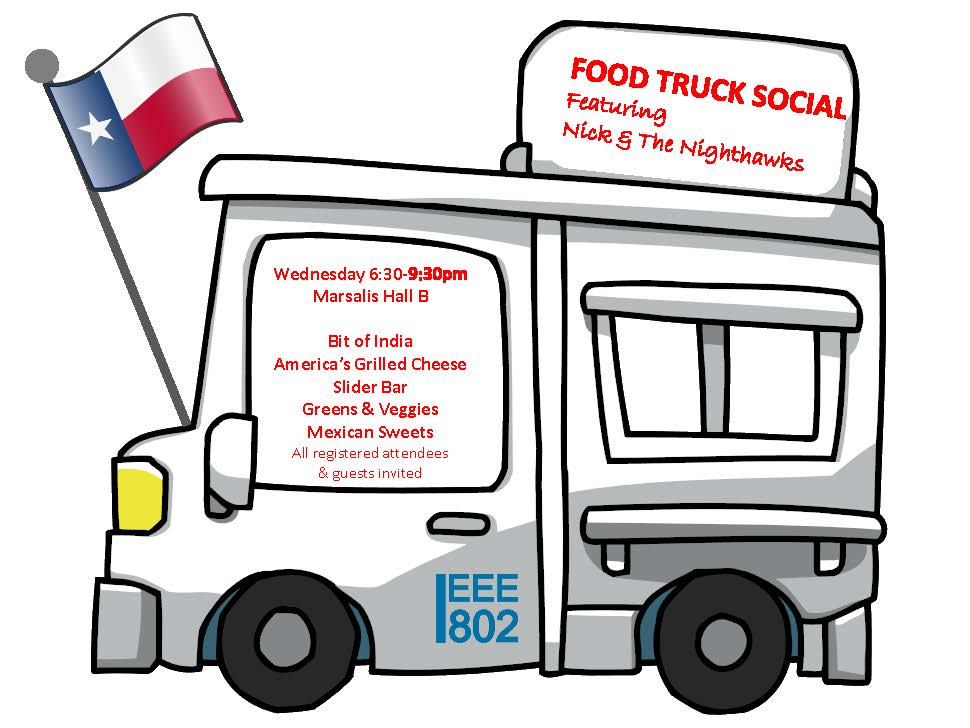 FOOD TRUCK SOCIAL
Featuring
Nick & The Nighthawks
Wednesday 6:30-9:30pm
Marsalis Hall B
Bit of India
America's Grilled Cheese
Slider Bar
Greens & Veggies
Mexican Sweets
All registered attendees
& guests invited
IEEE
802